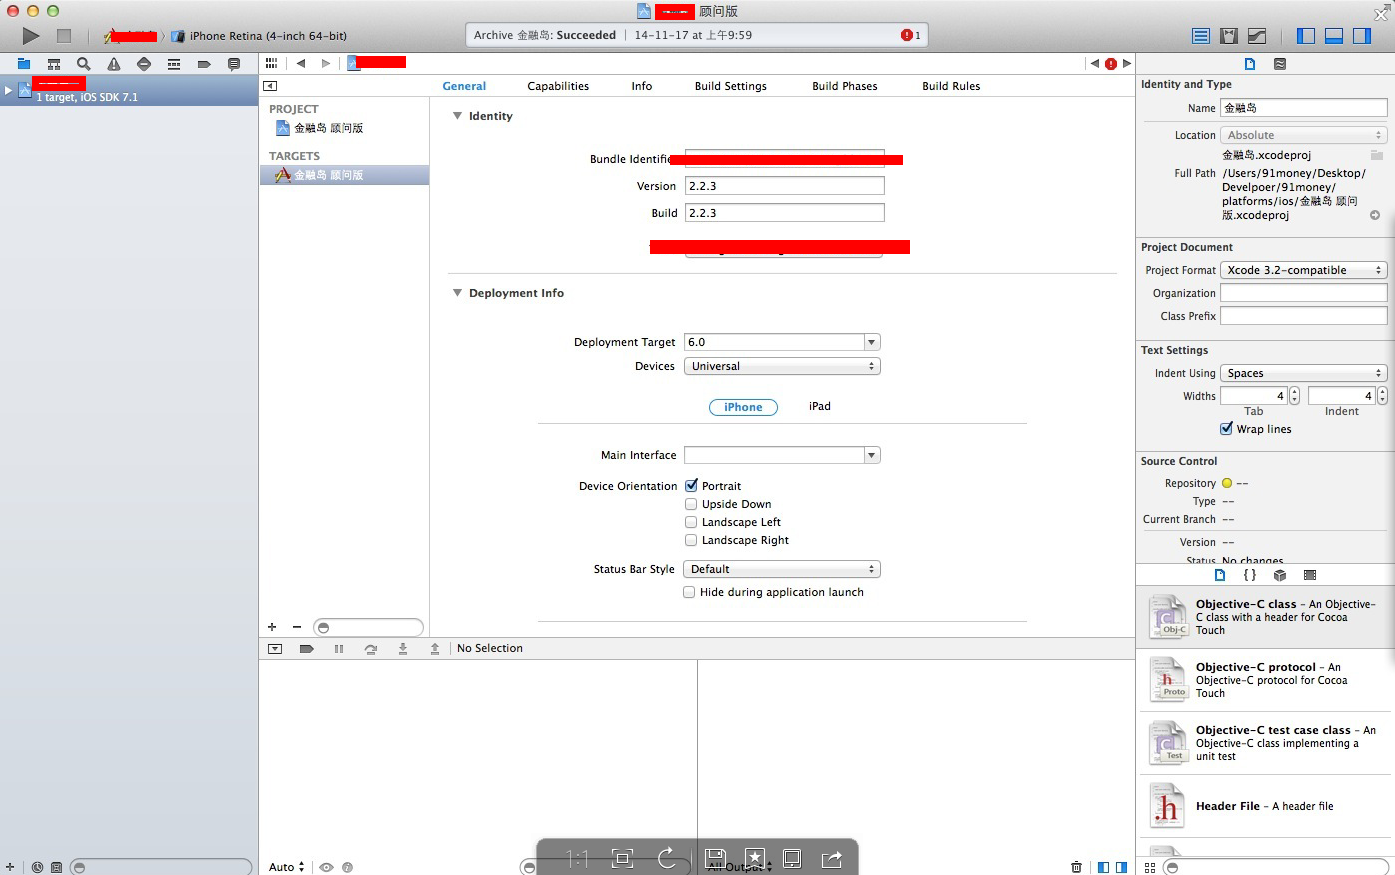 顾问版
iPhone Retina (4-inch 64-bit)
Archive 金融岛: Succeeded | 14-11-17 at 上午9:59
1
1 target, iOS SDK 7.1
General
Capabilities
Info
Build Settings
Build Phases
Build Rules
PROJECT
金融岛 顾问版
TARGETS
金融岛 顾问版
Identity
Bundle Identifie
Version 2.2.3
Build 2.2.3
Deployment Info
Deployment Target 6.0
Devices Universal
iPhone iPad
Main Interface
Device Orientation Portrait
Upside Down
Landscape Left
Landscape Right
Status Bar Style Default
Hide during application launch
No Selection
Auto
1:1
All Output
Identity and Type
Name 金融岛
Location Absolute
金融岛.xcodeproj
Full Path /Users/91money/Desktop/
Develpoer/91money/
platforms/ios/金融岛 顾问
版.xcodeproj
Project Document
Project Format Xcode 3.2-compatible
Organization
Class Prefix
Text Settings
Indent Using Spaces
Widths 4 4
Tab Indent
Wrap lines
Source Control
Repository --
Type --
Current Branch --
Version --
Status No changes
{ }
Obj-C
Objective-C class – An Objective-
C class with a header for Cocoa
Touch
h
Proto
Objective-C protocol – An
Objective-C protocol for Cocoa
Touch
Test
Objective-C test case class – An
Objective-C class implementing a
unit test
.h
Header File – A header file